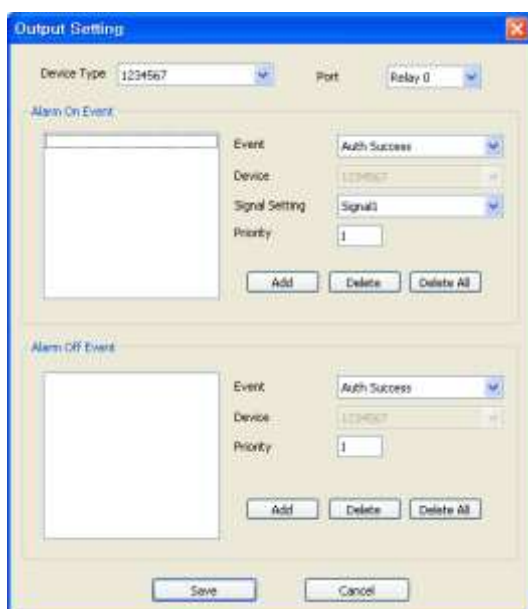 Output Setting
Device Type 1234567 Port Relay 0
Alarm On Event
Event Auth Success
Device 1234567
Signal Setting Signal1
Priority 1
Add Delete Delete All
Alarm Off Event
Event Auth Success
Device 1234567
Priority 1
Add Delete Delete All
Save Cancel